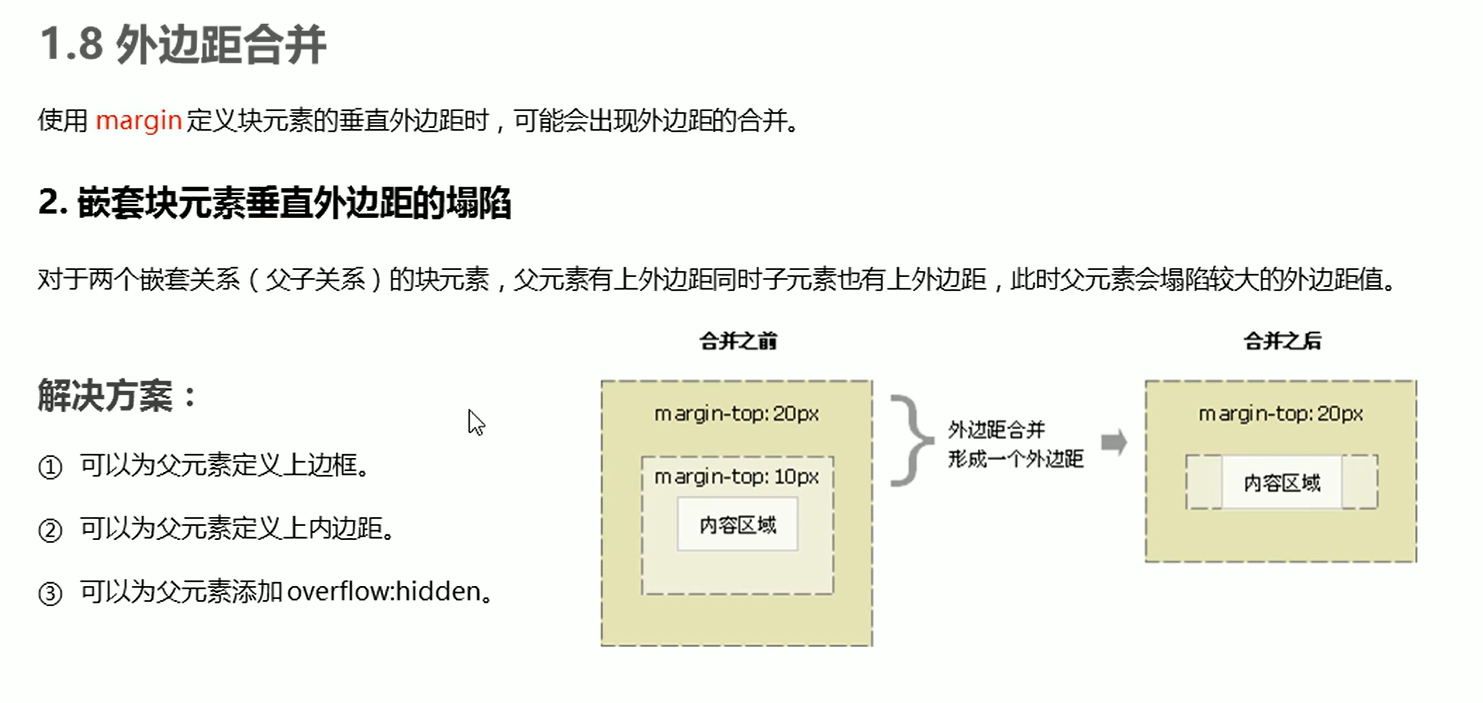 1.8 外边距合并
使用 margin 定义块元素的垂直外边距时，可能会出现外边距的合并。
2. 嵌套块元素垂直外边距的塌陷
对于两个嵌套关系（父子关系）的块元素，父元素有上外边距同时子元素也有上外边距，此时父元素会塌陷较大的外边距值。
解决方案：
① 可以为父元素定义上边框。
② 可以为父元素定义上内边距。
③ 可以为父元素添加overflow:hidden。
合并之前
margin-top: 20px
margin-top: 10px
内容区域
外边距合并
形成一个外边距
合并之后
margin-top: 20px
内容区域